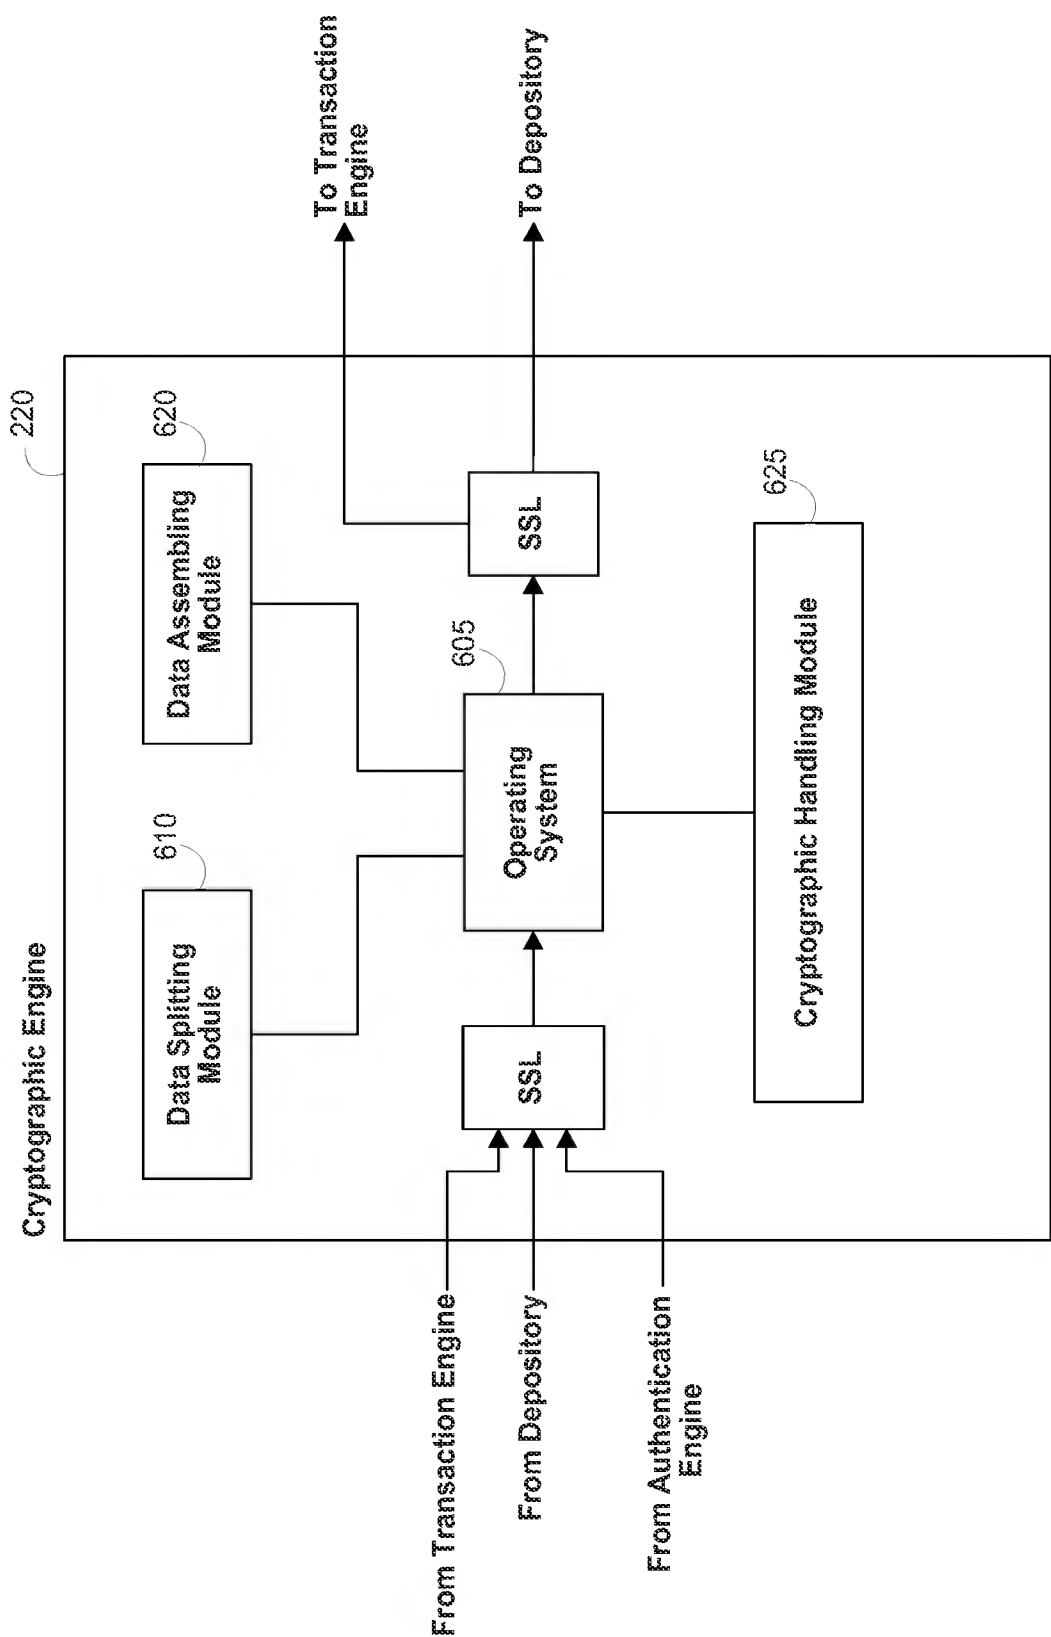 Cryptographic Engine
220
Data Splitting
Module
610
Data Assembling
Module
620
To Transaction
Engine
From Transaction Engine
From Depository
From Authentication
Engine
SSL
Operating
System
605
SSL
To Depository
Cryptographic Handling Module
625